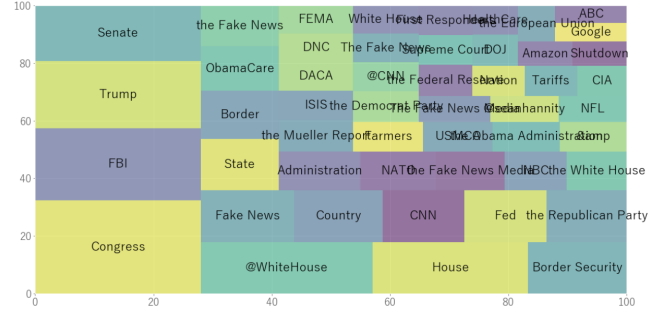 100
80
60
40
20
0
0
20
40
60
80
100
Senate
Trump
FBI
Congress
the Fake News
ObamaCare
Border
State
Fake News
Country
CNN
Fed
the Republican Party
@WhiteHouse
House
Border Security
FEMA
DNC
DACA
ISIS
the Mueller Report
Administration
White House
The Fake News
@CNN
the Democrat Party
Farmers
NATO
First Responders
HealthCare
the European Union
ABC
Google
Supreme Court
DOJ
Amazon
Shutdown
the Federal Reserve
Nation
Tariffs
CIA
The Fake News Media
@seanhannity
NFL
USMCA
the Obama Administration
the Fake News Media
NBC
the White House